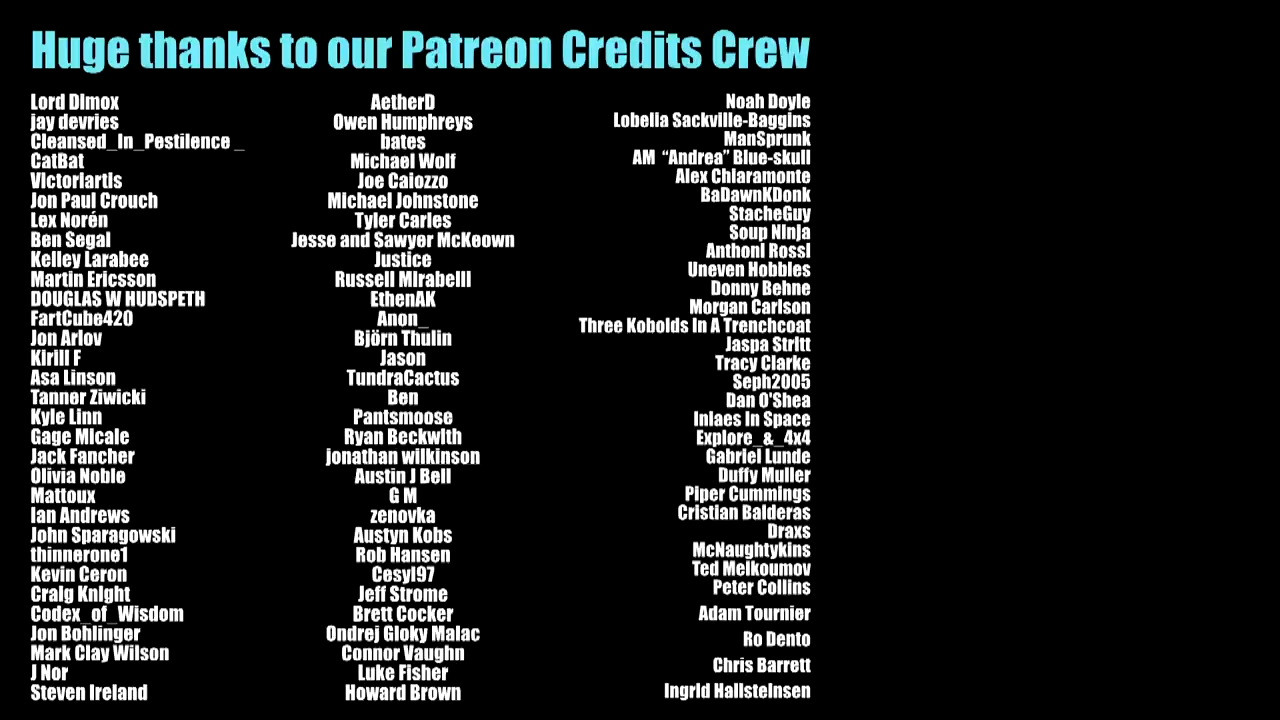 Huge thanks to our Patreon Credits Crew
Lord Dimox
jay devries
Cleansed_In_Pestilence _
CatBat
Victoriartis
Jon Paul Crouch
Lex Norén
Ben Segal
Kelley Larabee
Martin Ericsson
DOUGLAS W HUDSPETH
FartCube420
Jon Arlov
Kirill F
Asa Linson
Tanner Ziwicki
Kyle Linn
Gage Micale
Jack Fancher
Olivia Noble
Mattoux
Ian Andrews
John Sparagowski
thinnerone1
Kevin Ceron
Craig Knight
Codex_of_Wisdom
Jon Bohlinger
Mark Clay Wilson
J Nor
Steven Ireland
AetherD
Owen Humphreys
bates
Michael Wolf
Joe Caiozzo
Michael Johnstone
Tyler Carles
Jesse and Sawyer McKeown
Justice
Russell Mirabelli
EthenAK
Anon_
Björn Thulin
Jason
TundraCactus
Ben
Pantsmoose
Ryan Beckwith
jonathan wilkinson
Austin J Bell
G M
zenovka
Austyn Kobs
Rob Hansen
Cesyl97
Jeff Strome
Brett Cocker
Ondrej Gloky Malac
Connor Vaughn
Luke Fisher
Howard Brown
Noah Doyle
Lobelia Sackville-Baggins
ManSprunk
AM “Andrea” Blue-skull
Alex Chiaramonte
BaDawnKDonk
StacheGuy
Soup Ninja
Anthoni Rossi
Uneven Hobbles
Donny Behne
Morgan Carlson
Three Kobolds In A Trenchcoat
Jaspa Stritt
Tracy Clarke
Seph2005
Dan O'Shea
Inlaes In Space
Explore_&_4x4
Gabriel Lunde
Duffy Muller
Piper Cummings
Cristian Balderas
Draxs
McNaughtykins
Ted Melkoumov
Peter Collins
Adam Tournier
Ro Dento
Chris Barrett
Ingrid Hallsteinsen